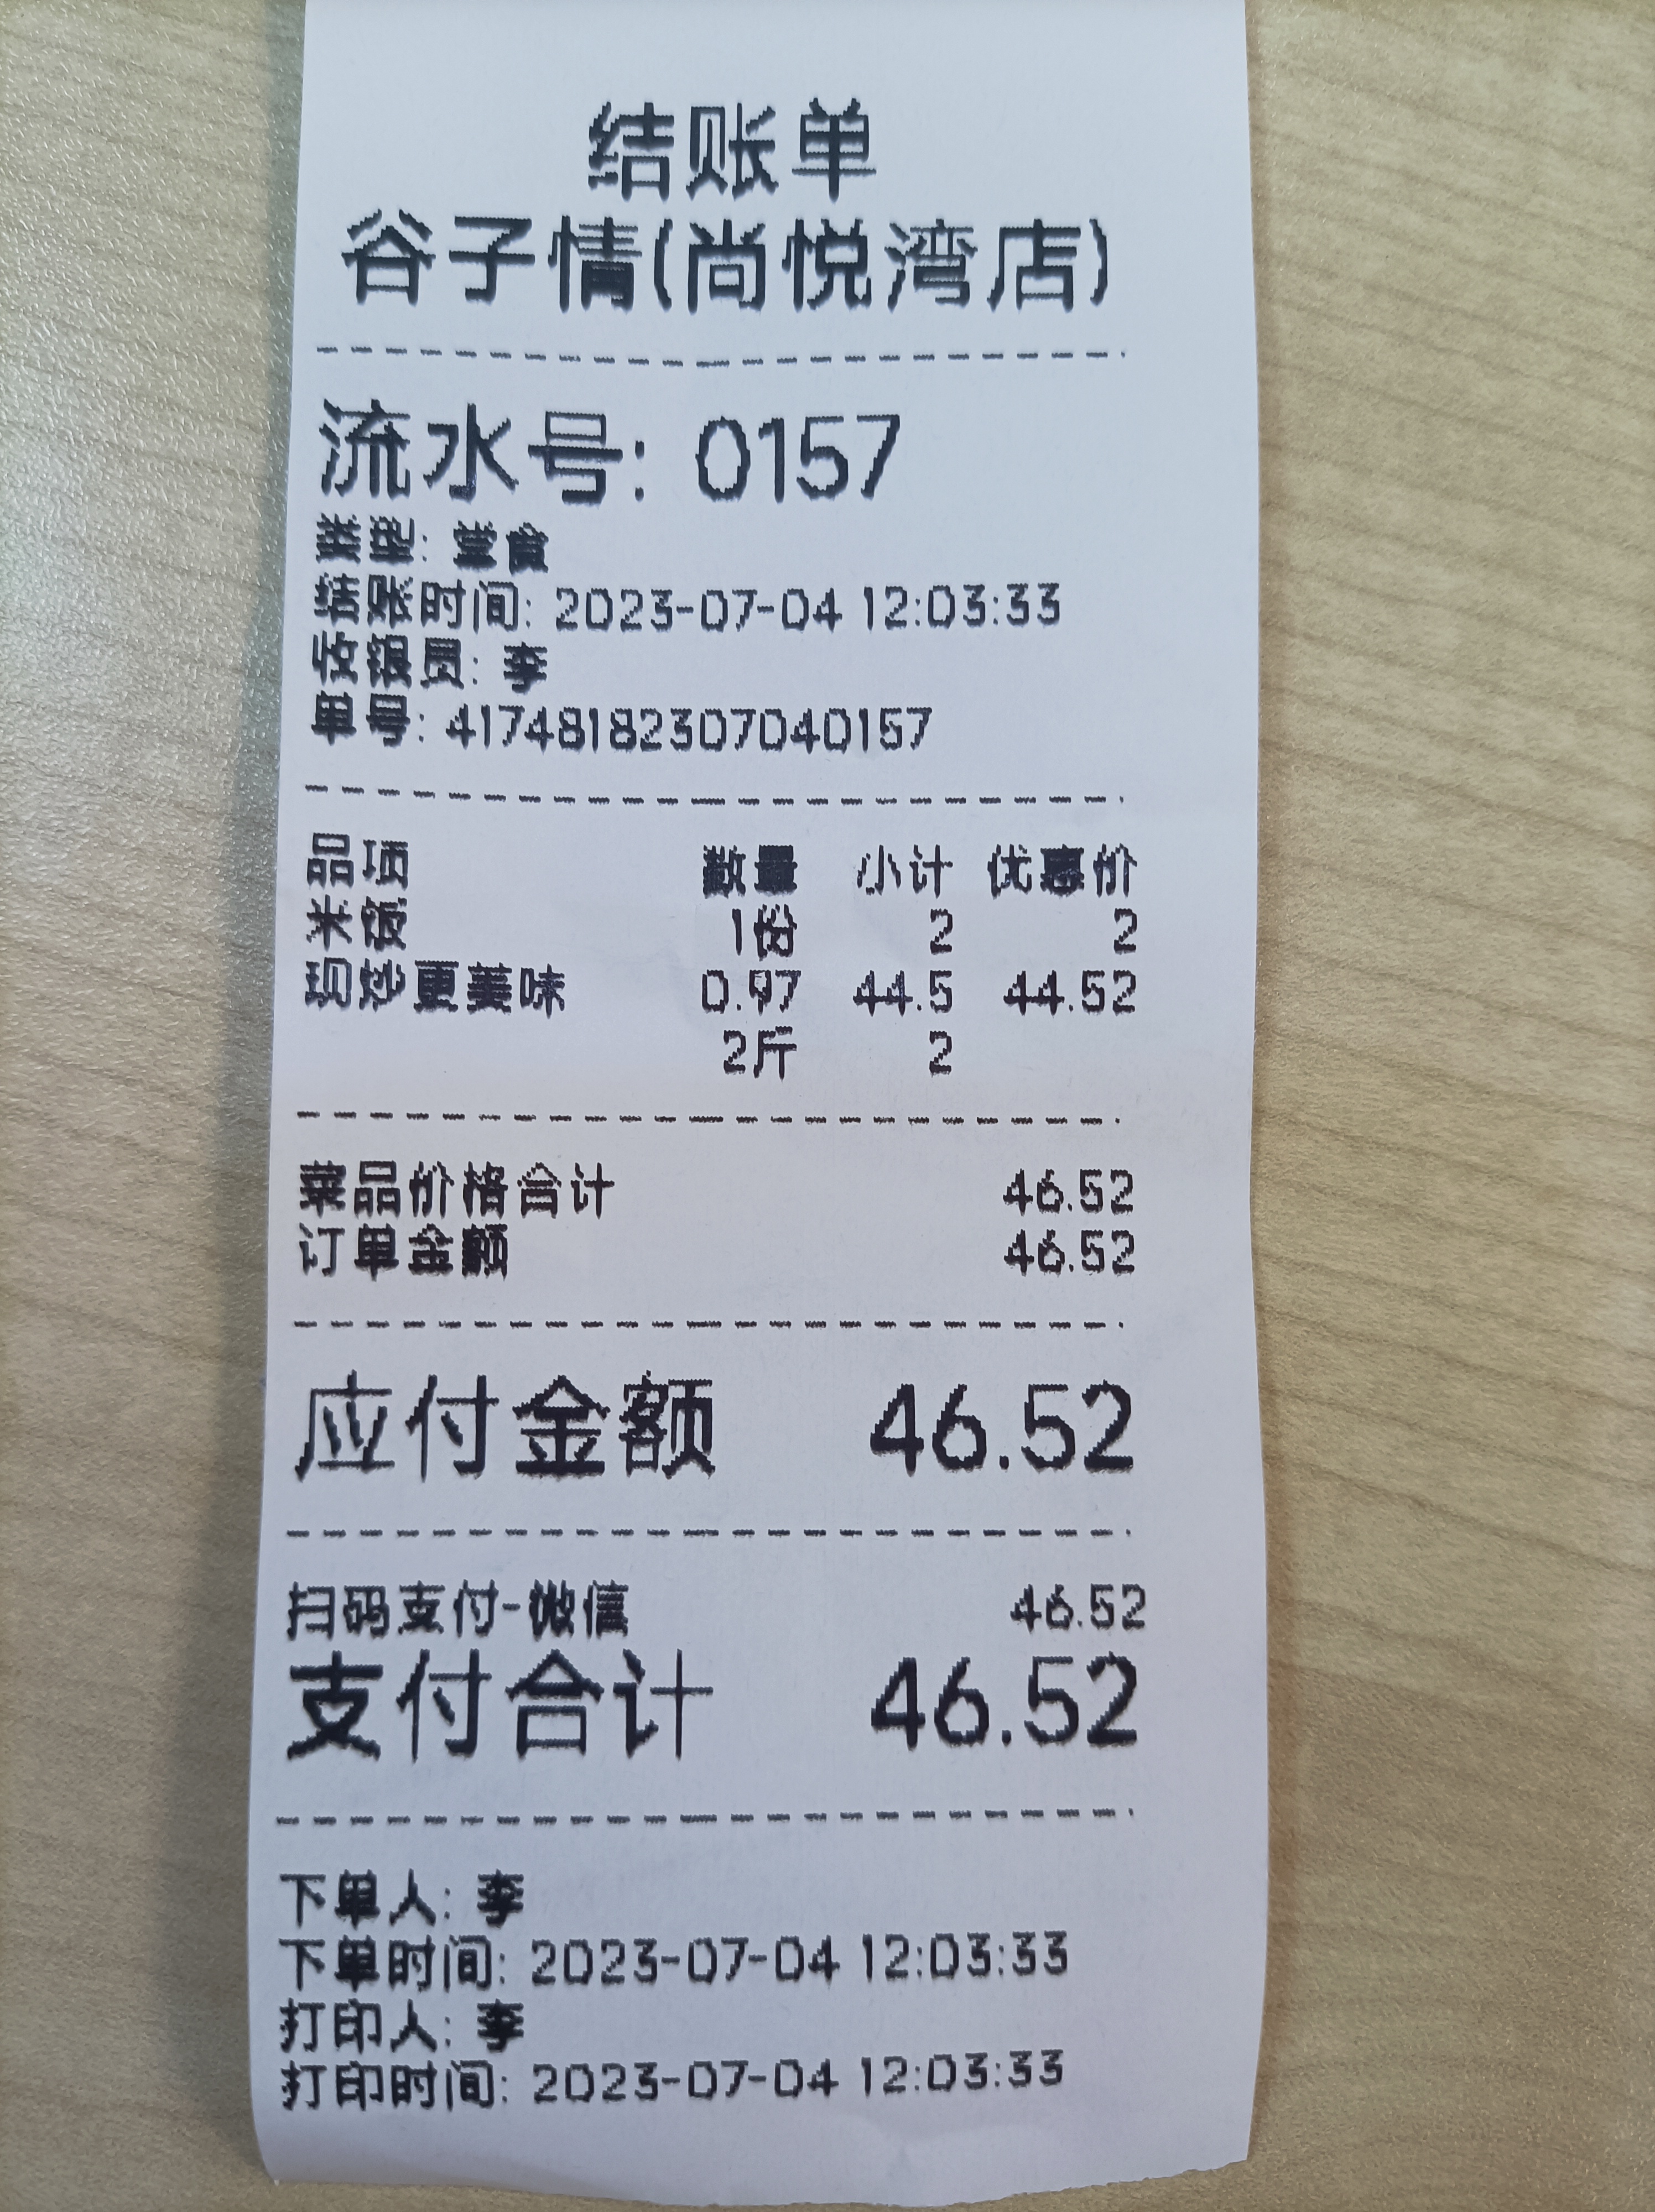 结账单
谷子情(尚悦湾店)
流水号: 0157
类型: 堂食
结账时间: 2023-07-04 12:03:33
收银员: 李
单号: 41748182307040157
品项 数量 小计 优惠价
米饭 1份 2 2
现炒更美味 0.97 44.5 44.52
2斤 2
菜品价格合计 46.52
订单金额 46.52
应付金额 46.52
扫码支付-微信 46.52
支付合计 46.52
下单人: 李
下单时间: 2023-07-04 12:03:33
打印人: 李
打印时间: 2023-07-04 12:03:33